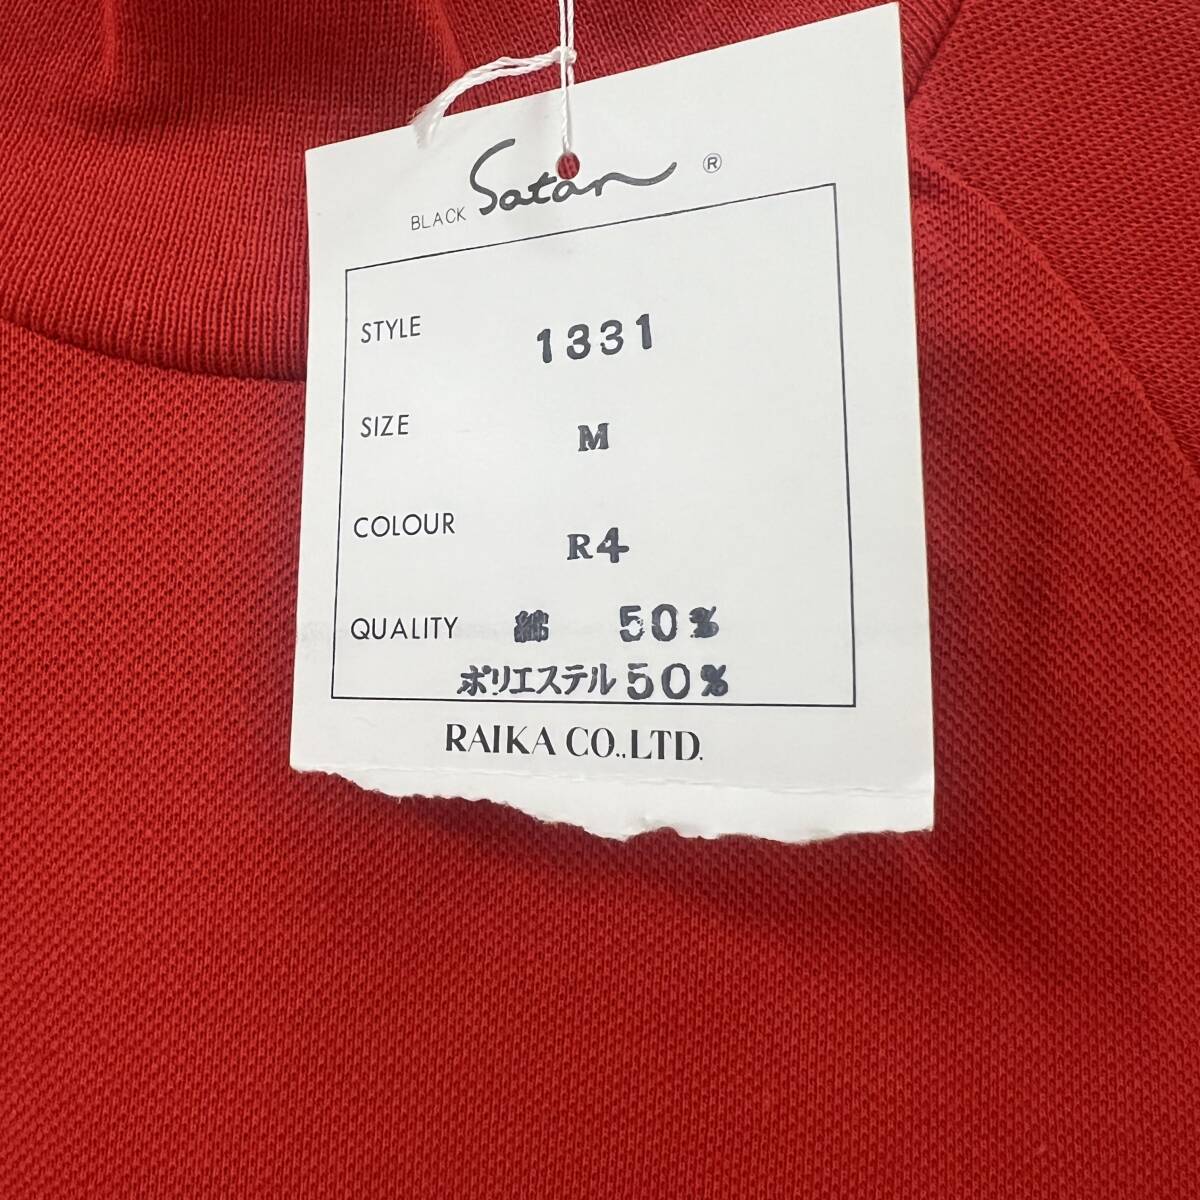 BLACK Satan ®
STYLE 1331
SIZE M
COLOUR R4
QUALITY 綿 50%
ポリエステル 50%
RAIKA CO.,LTD.